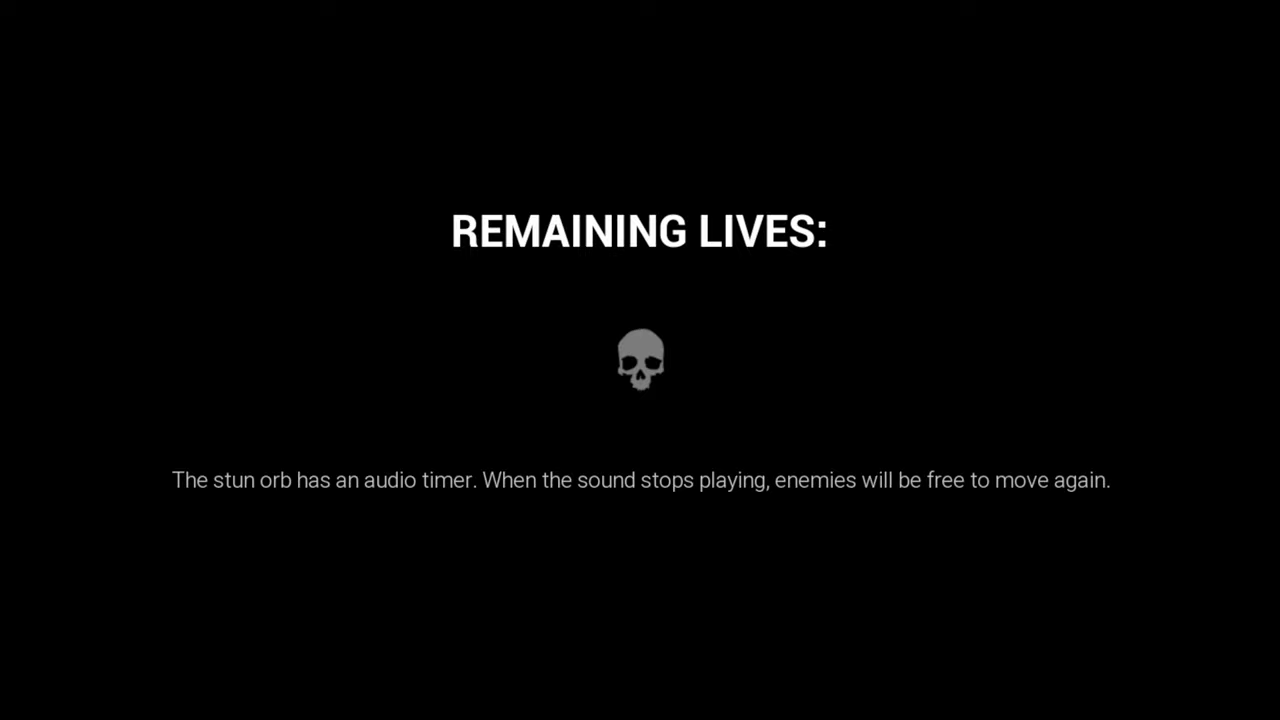 REMAINING LIVES:
The stun orb has an audio timer. When the sound stops playing, enemies will be free to move again.